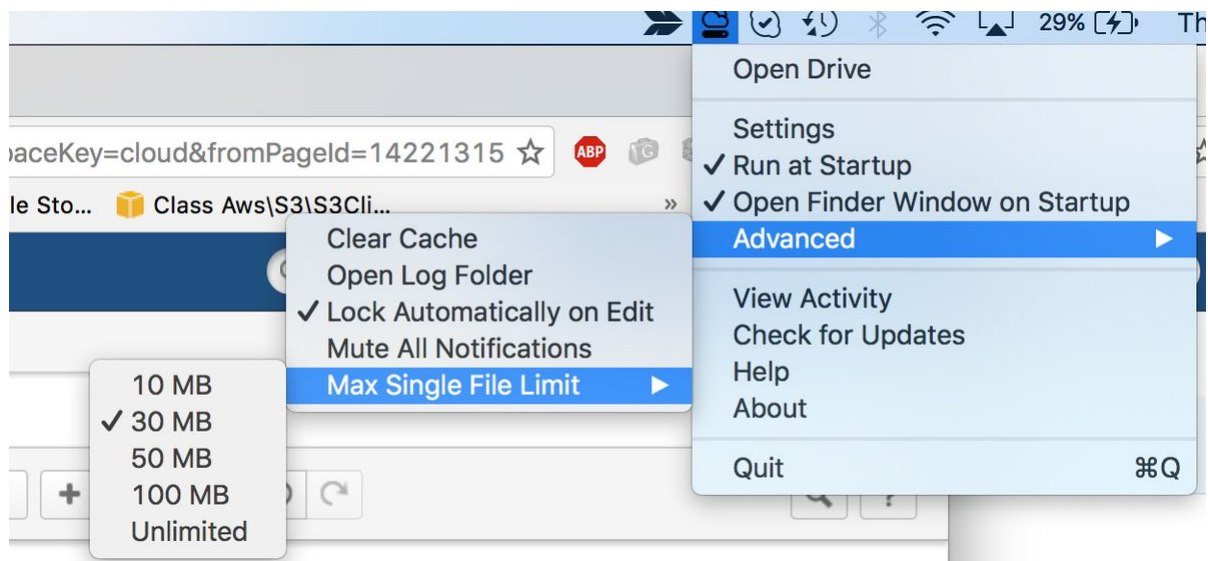 29% Th
Open Drive
Settings
✓ Run at Startup
✓ Open Finder Window on Startup
Advanced
View Activity
Check for Updates
Help
About
Quit ⌘Q
paceKey=cloud&fromPageId=14221315
ABP
le Sto... Class Aws\S3\S3Cli... »
Clear Cache
Open Log Folder
✓ Lock Automatically on Edit
Mute All Notifications
Max Single File Limit
10 MB
✓ 30 MB
50 MB
100 MB
Unlimited